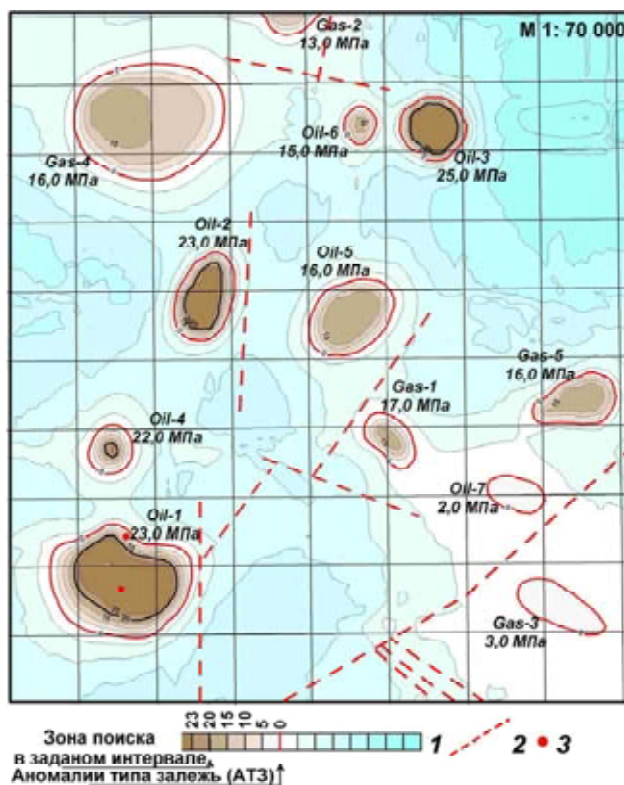 Gas-2
13,0 МПа
М 1: 70 000
Gas-4
16,0 МПа
Oil-6
15,0 МПа
Oil-3
25,0 МПа
Oil-2
23,0 МПа
Oil-5
16,0 МПа
Gas-5
16,0 МПа
Gas-1
17,0 МПа
Oil-4
22,0 МПа
Oil-7
2,0 МПа
Oil-1
23,0 МПа
Gas-3
3,0 МПа
23 20 15 10 5 0
Зона поиска
в заданом интервале,
Аномалии типа залежь (АТЗ)
1 2 3